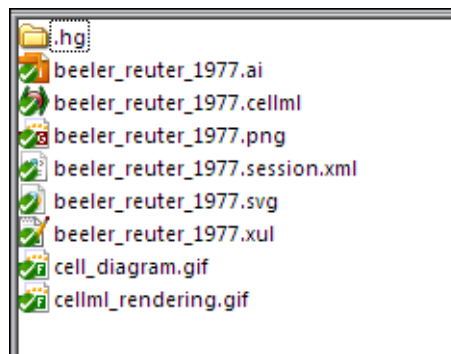 .hg
beeler_reuter_1977.ai
beeler_reuter_1977.cellml
beeler_reuter_1977.png
beeler_reuter_1977.session.xml
beeler_reuter_1977.svg
beeler_reuter_1977.xul
cell_diagram.gif
cellml_rendering.gif